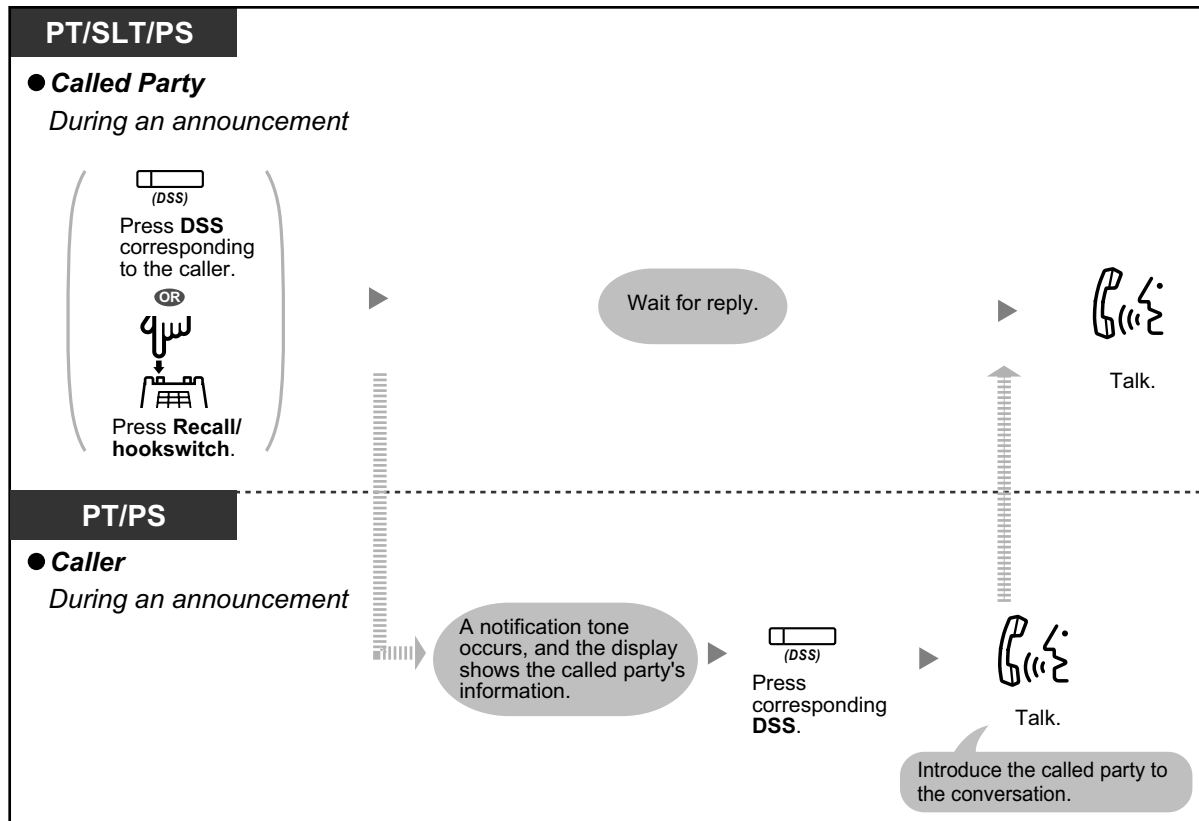 PT/SLT/PS
● Called Party
During an announcement
(DSS)
Press DSS
corresponding
to the caller.
OR
Press Recall/
hookswitch.
Wait for reply.
Talk.
PT/PS
● Caller
During an announcement
A notification tone
occurs, and the display
shows the called party's
information.
(DSS)
Press
corresponding
DSS.
Talk.
Introduce the called party to
the conversation.